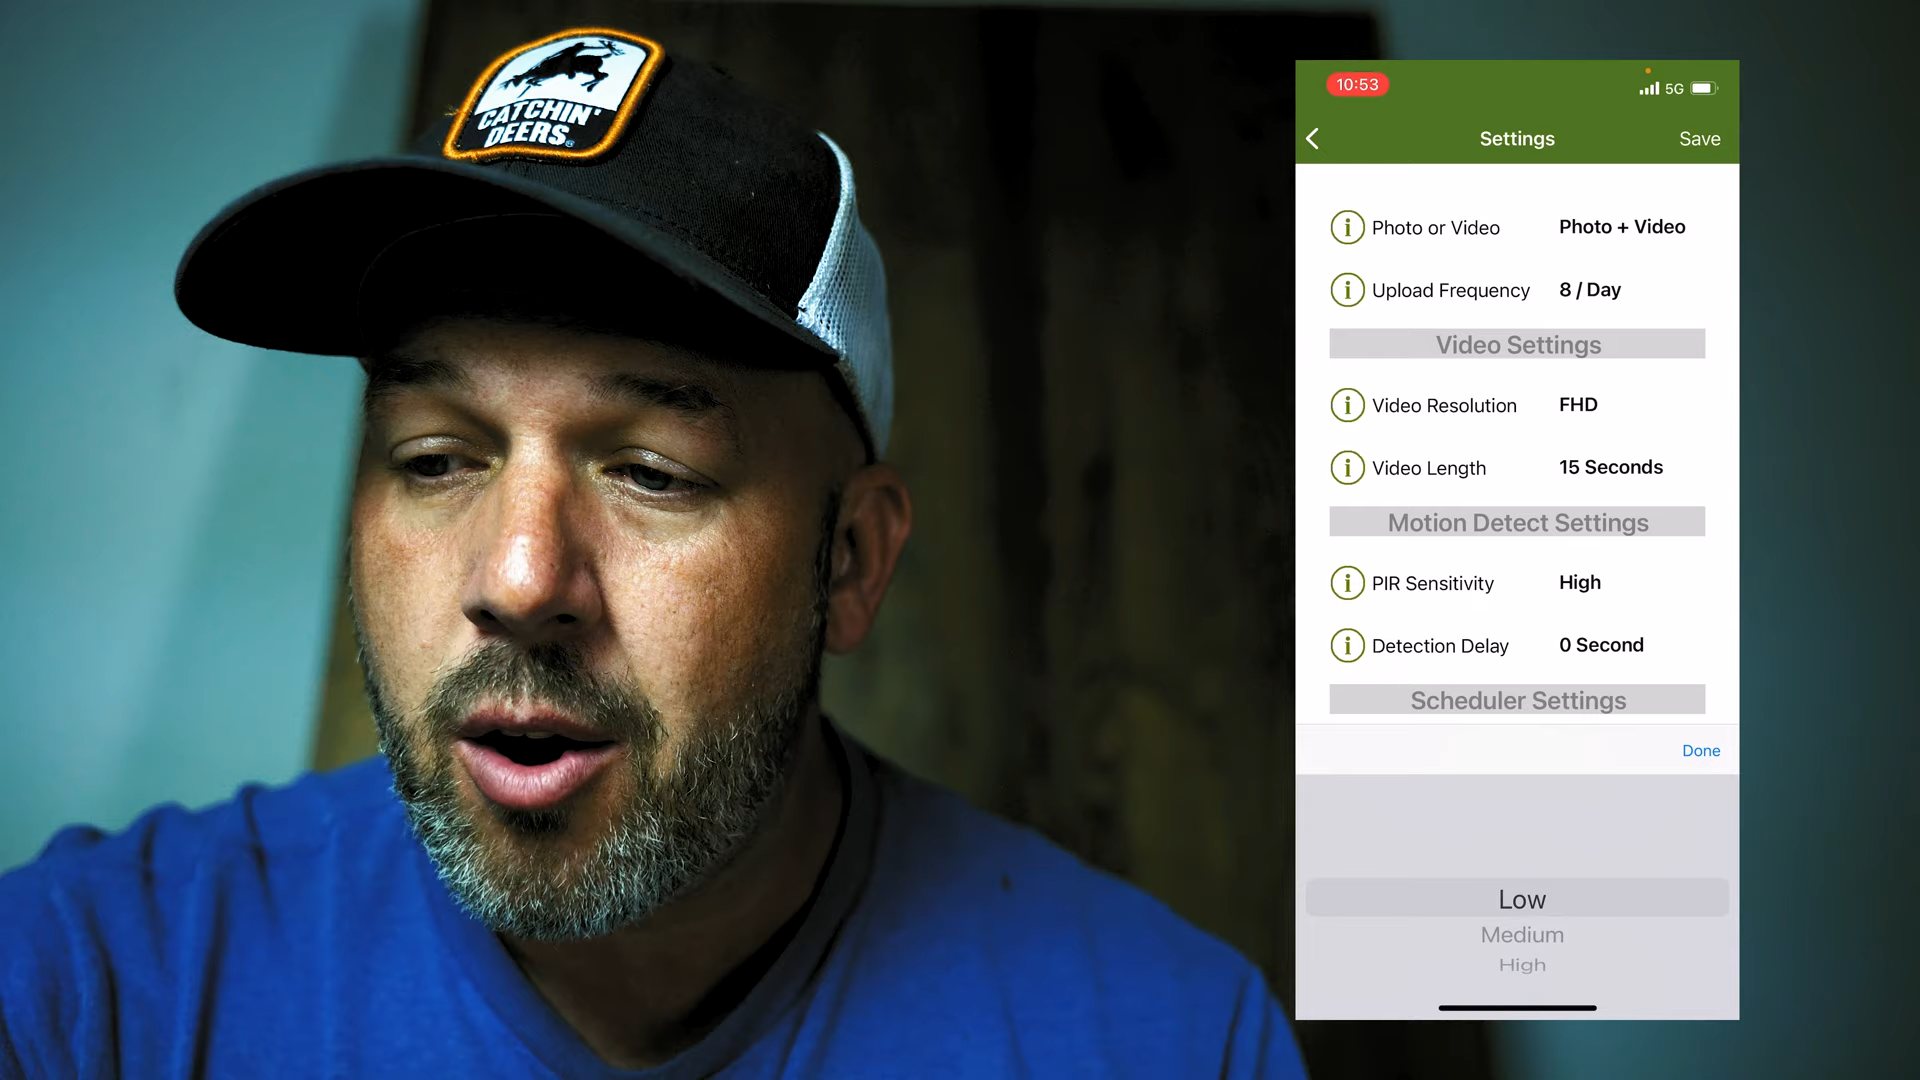 CATCHIN'
DEERS
10:53
5G
Settings
Save
Photo or Video
Photo + Video
Upload Frequency
8 / Day
Video Settings
Video Resolution
FHD
Video Length
15 Seconds
Motion Detect Settings
PIR Sensitivity
High
Detection Delay
0 Second
Scheduler Settings
Done
Low
Medium
High